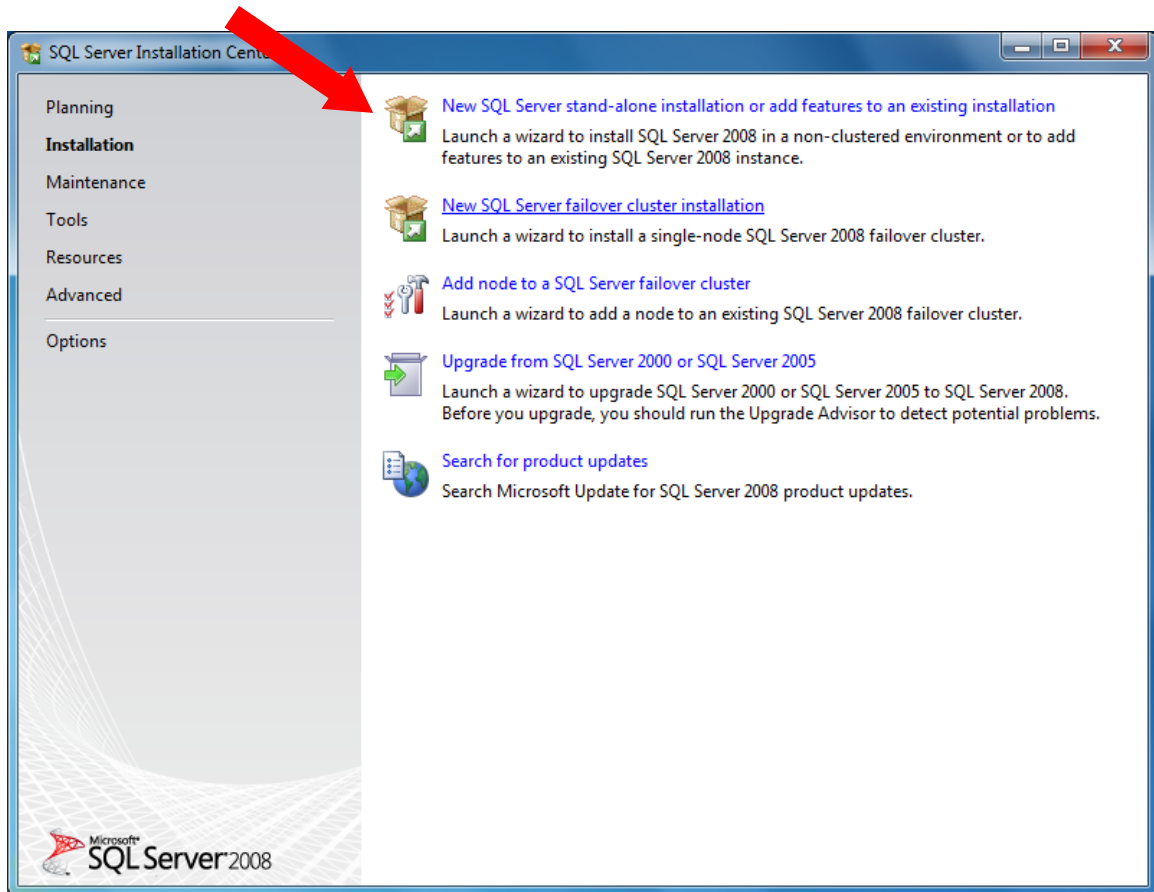 SQL Server Installation Cente
Planning
Installation
Maintenance
Tools
Resources
Advanced
Options
New SQL Server stand-alone installation or add features to an existing installation
Launch a wizard to install SQL Server 2008 in a non-clustered environment or to add
features to an existing SQL Server 2008 instance.
New SQL Server failover cluster installation
Launch a wizard to install a single-node SQL Server 2008 failover cluster.
Add node to a SQL Server failover cluster
Launch a wizard to add a node to an existing SQL Server 2008 failover cluster.
Upgrade from SQL Server 2000 or SQL Server 2005
Launch a wizard to upgrade SQL Server 2000 or SQL Server 2005 to SQL Server 2008.
Before you upgrade, you should run the Upgrade Advisor to detect potential problems.
Search for product updates
Search Microsoft Update for SQL Server 2008 product updates.
Microsoft®
SQL Server 2008